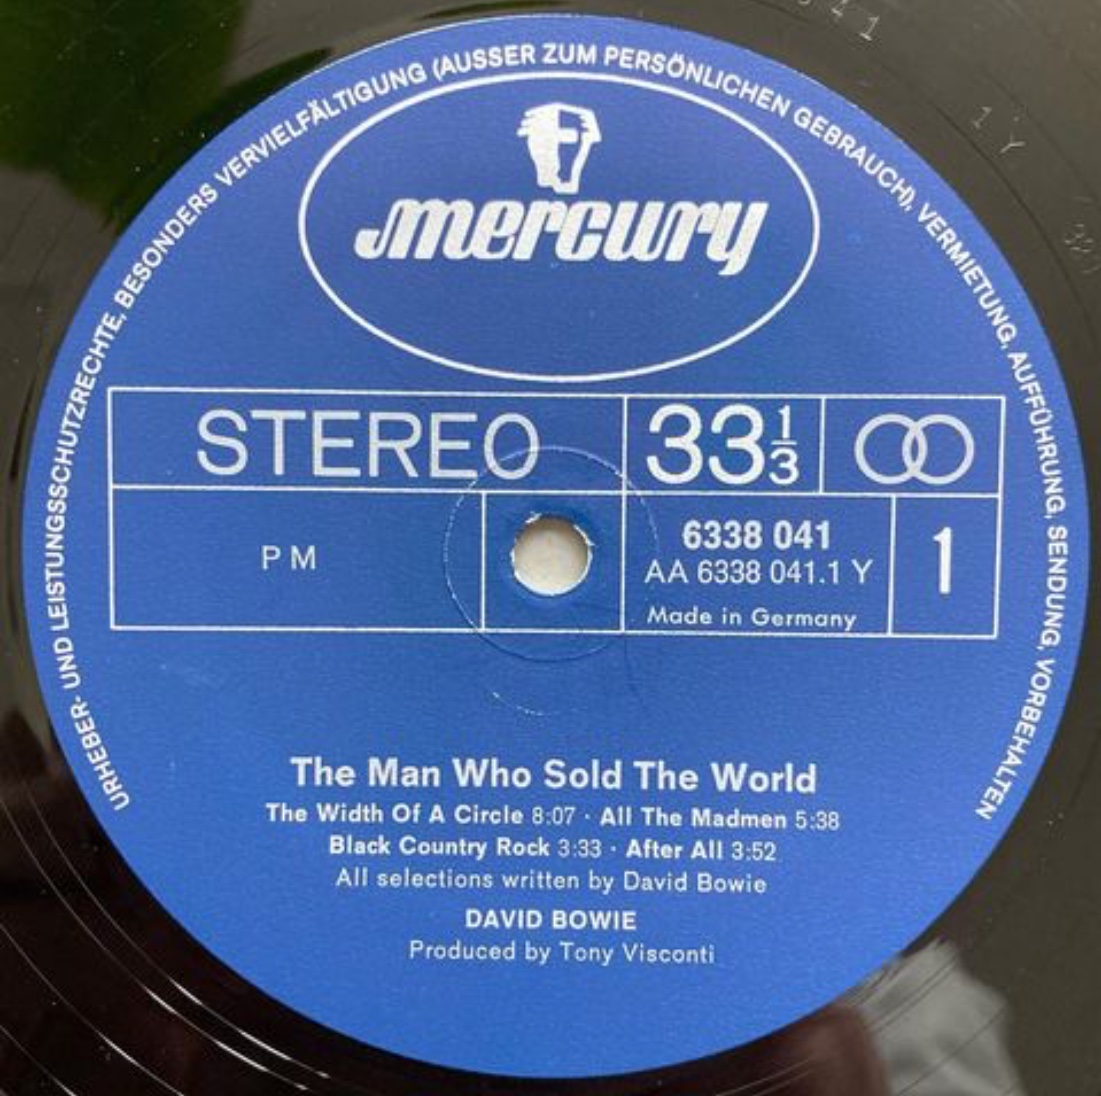 URHEBER- UND LEISTUNGSSCHUTZRECHTE, BESONDERS VERVIELFÄLTIGUNG (AUSSER ZUM PERSÖNLICHEN GEBRAUCH), VERMIETUNG, AUFFÜHRUNG, SENDUNG, VORBEHALTEN
mercury
STEREO
33 1/3
PM
6338 041
AA 6338 041.1 Y
Made in Germany
1
The Man Who Sold The World
The Width Of A Circle 8:07 · All The Madmen 5:38
Black Country Rock 3:33 · After All 3:52
All selections written by David Bowie
DAVID BOWIE
Produced by Tony Visconti
1 Y